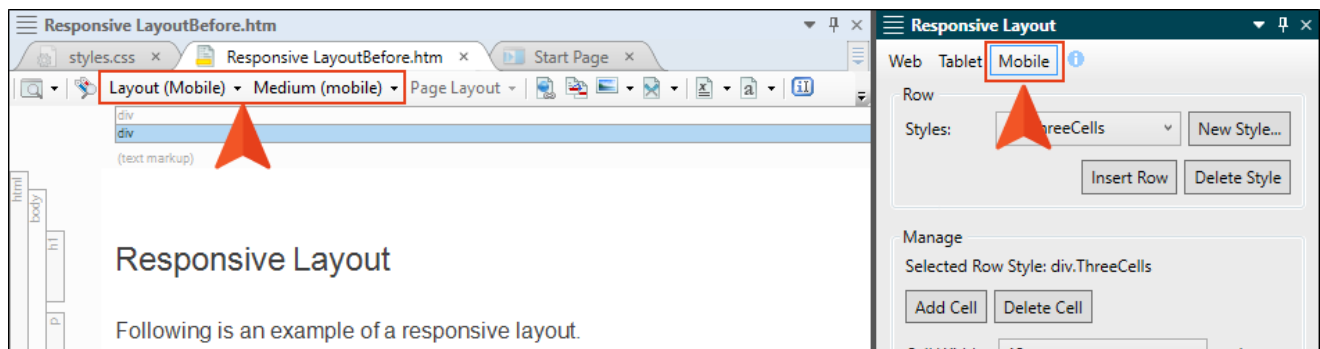 Responsive LayoutBefore.htm
styles.css × Responsive LayoutBefore.htm × Start Page ×
Layout (Mobile) Medium (mobile) Page Layout
div
div
(text markup)
html
body
h1
p
Responsive Layout
Following is an example of a responsive layout.
Responsive Layout
Web Tablet Mobile
Row
Styles: New Style...
Insert Row Delete Style
Manage
Selected Row Style: div.ThreeCells
Add Cell Delete Cell